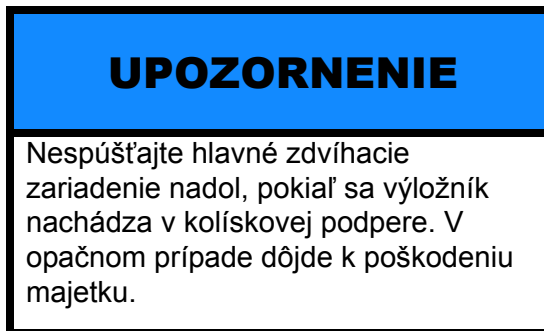 UPOZORNENIE
Nespúšťajte hlavné zdvíhacie
zariadenie nadol, pokiaľ sa výložník
nachádza v kolískovej podpere. V
opačnom prípade dôjde k poškodeniu
majetku.